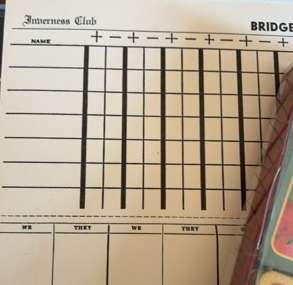 Inverness Club
BRIDGE
NAME + − + − + − + − + − +
WE THEY WE THEY